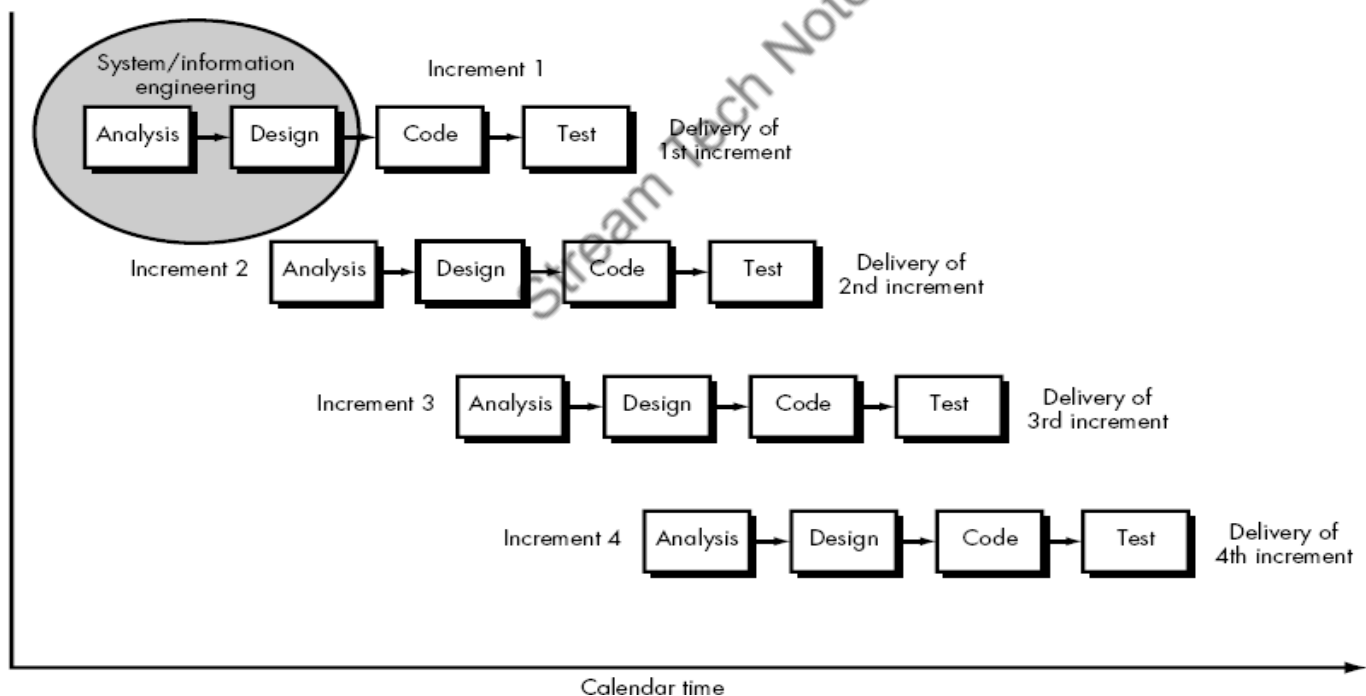 System/information
engineering
Increment 1
Analysis
Design
Code
Test
Delivery of
1st increment
Increment 2
Analysis
Design
Code
Test
Delivery of
2nd increment
Increment 3
Analysis
Design
Code
Test
Delivery of
3rd increment
Increment 4
Analysis
Design
Code
Test
Delivery of
4th increment
Calendar time
Stream Tech